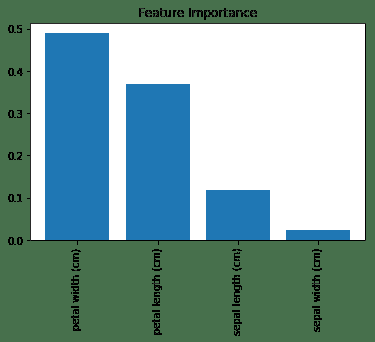 Feature Importance
0.5
0.4
0.3
0.2
0.1
0.0
petal width (cm)
petal length (cm)
sepal length (cm)
sepal width (cm)